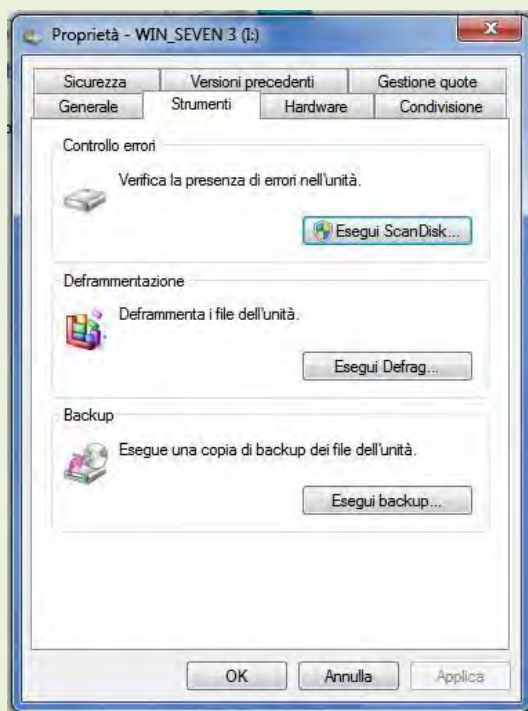 Proprietà - WIN_SEVEN 3 (I:)
Sicurezza Versioni precedenti Gestione quote
Generale Strumenti Hardware Condivisione
Controllo errori
Verifica la presenza di errori nell'unità.
Esegui ScanDisk...
Deframmentazione
Deframmenta i file dell'unità.
Esegui Defrag...
Backup
Esegue una copia di backup dei file dell'unità.
Esegui backup...
OK Annulla Applica